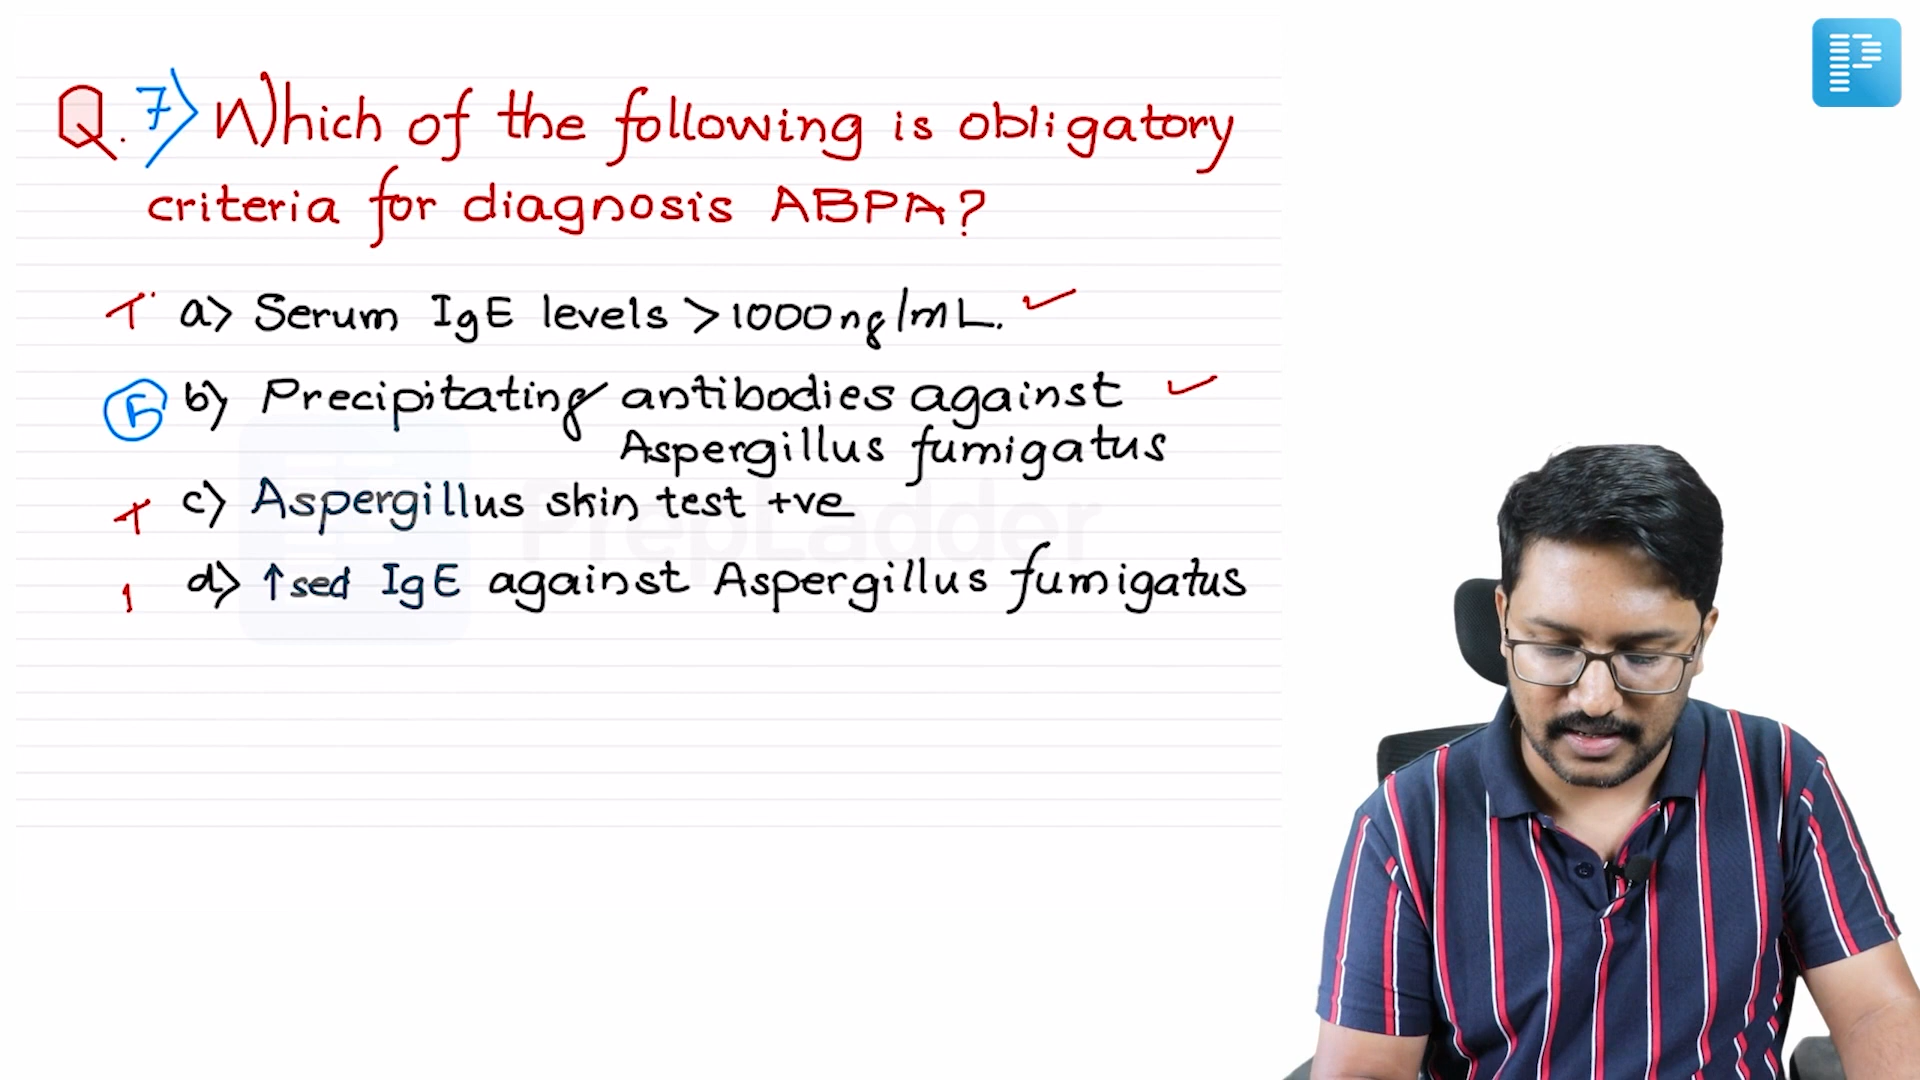 Q. 7) Which of the following is obligatory
criteria for diagnosis ABPA?
a) Serum IgE levels >1000ng/mL.
b) Precipitating antibodies against
Aspergillus fumigatus
c) Aspergillus skin test +ve
d) ↑sed IgE against Aspergillus fumigatus
PrepLadder